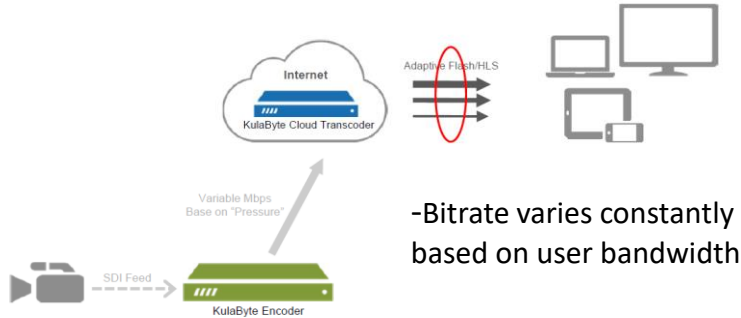 Internet
KulaByte Cloud Transcoder
Adaptive Flash/HLS
Variable Mbps
Base on "Pressure"
-Bitrate varies constantly
based on user bandwidth
SDI Feed
KulaByte Encoder